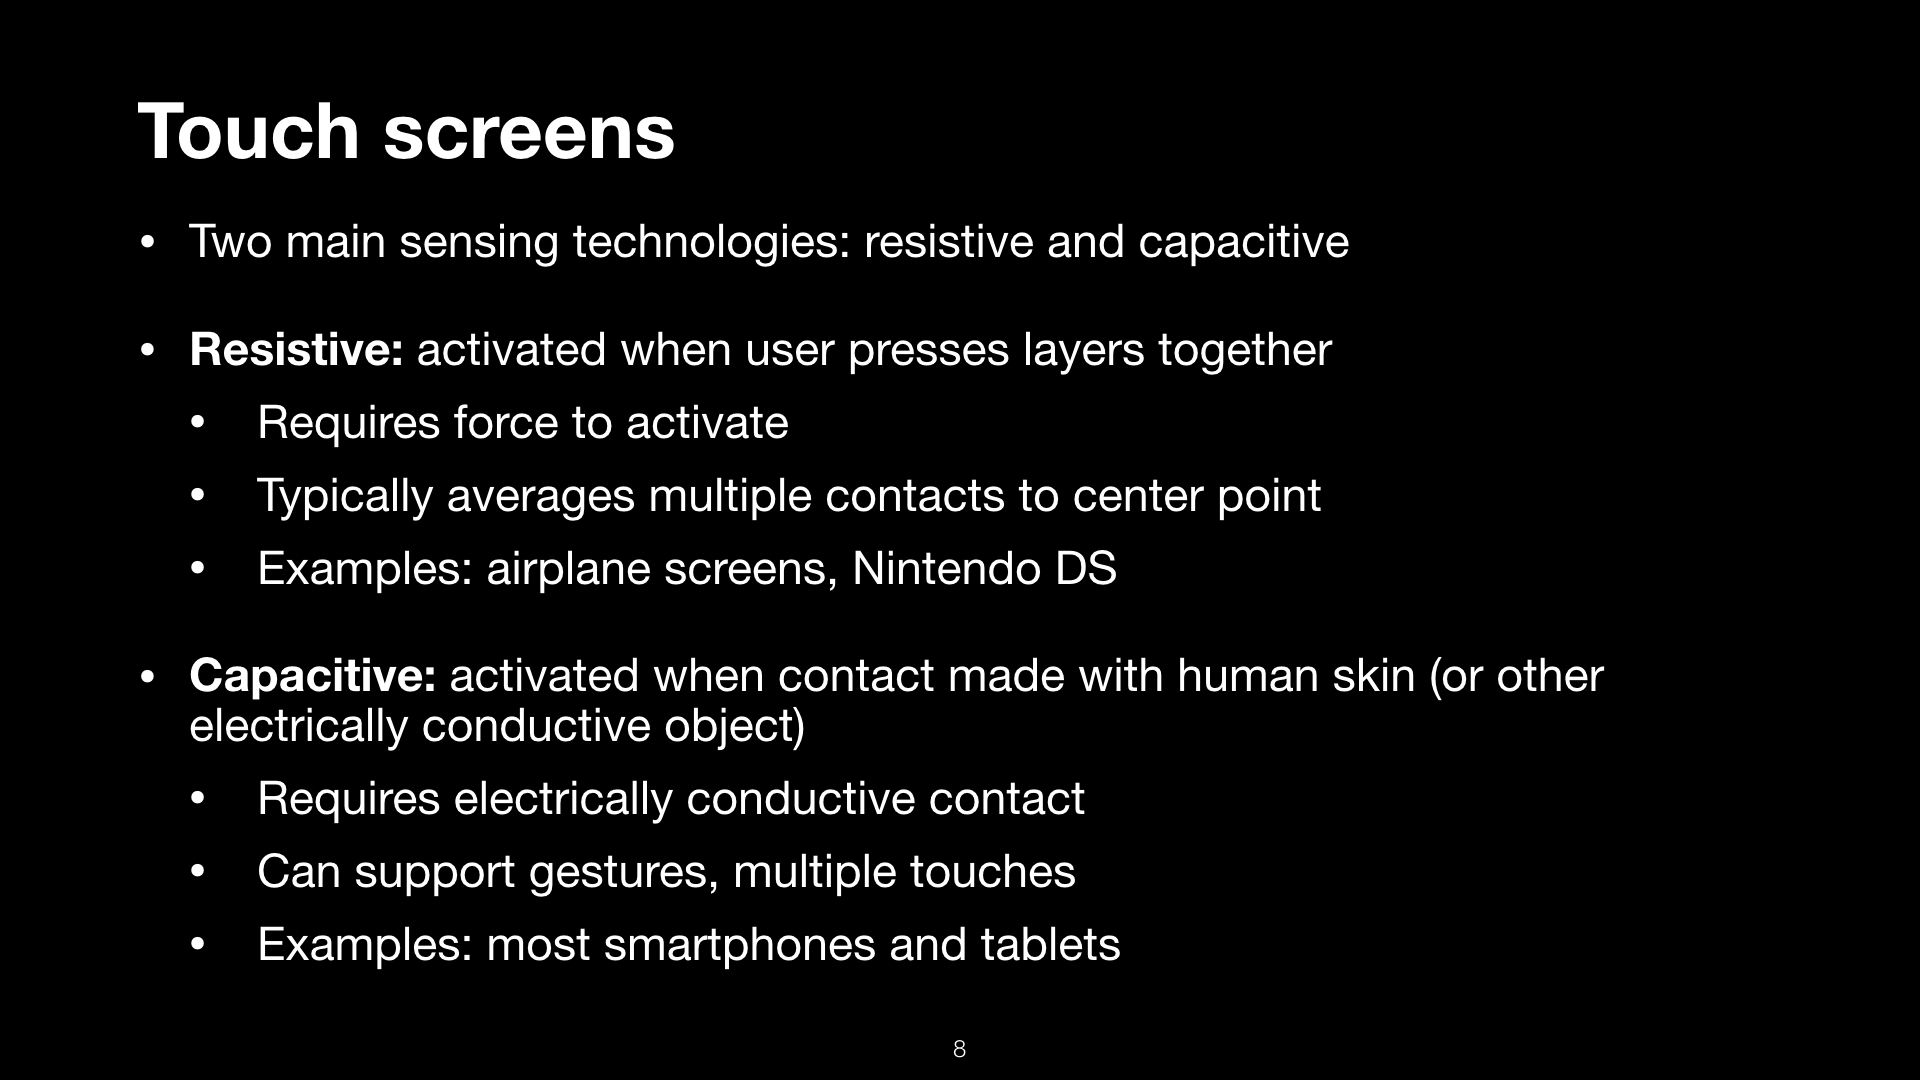 Touch screens
• Two main sensing technologies: resistive and capacitive
• Resistive: activated when user presses layers together
• Requires force to activate
• Typically averages multiple contacts to center point
• Examples: airplane screens, Nintendo DS
• Capacitive: activated when contact made with human skin (or other
electrically conductive object)
• Requires electrically conductive contact
• Can support gestures, multiple touches
• Examples: most smartphones and tablets
8